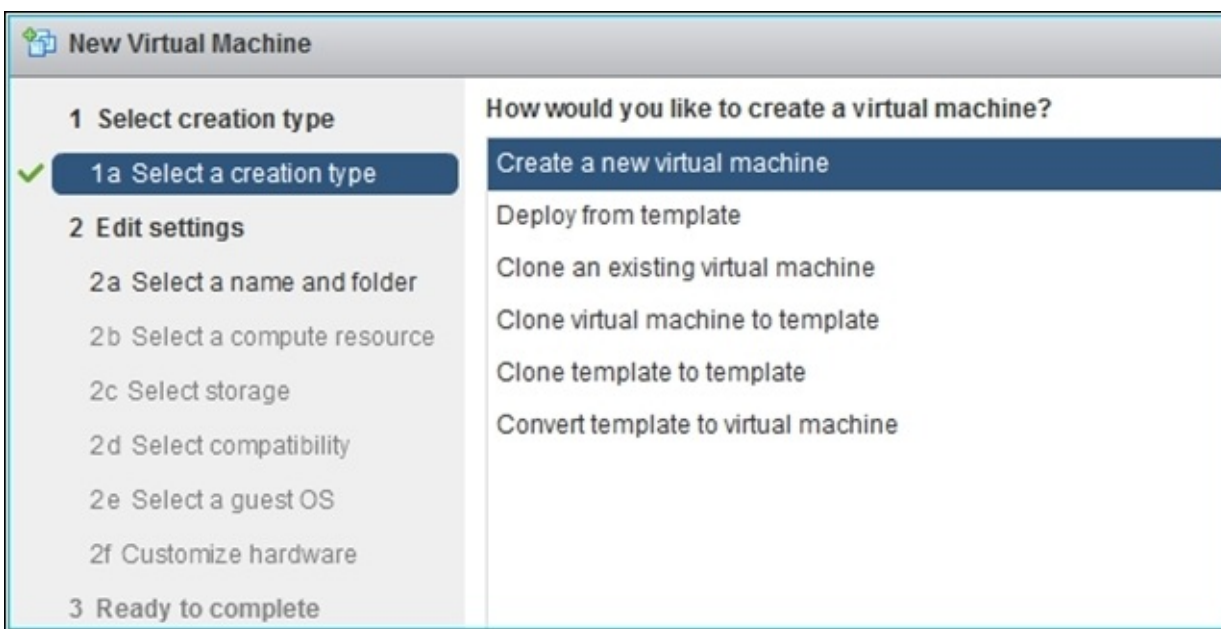 New Virtual Machine
1 Select creation type
1a Select a creation type
2 Edit settings
2a Select a name and folder
2b Select a compute resource
2c Select storage
2d Select compatibility
2e Select a guest OS
2f Customize hardware
3 Ready to complete
How would you like to create a virtual machine?
Create a new virtual machine
Deploy from template
Clone an existing virtual machine
Clone virtual machine to template
Clone template to template
Convert template to virtual machine